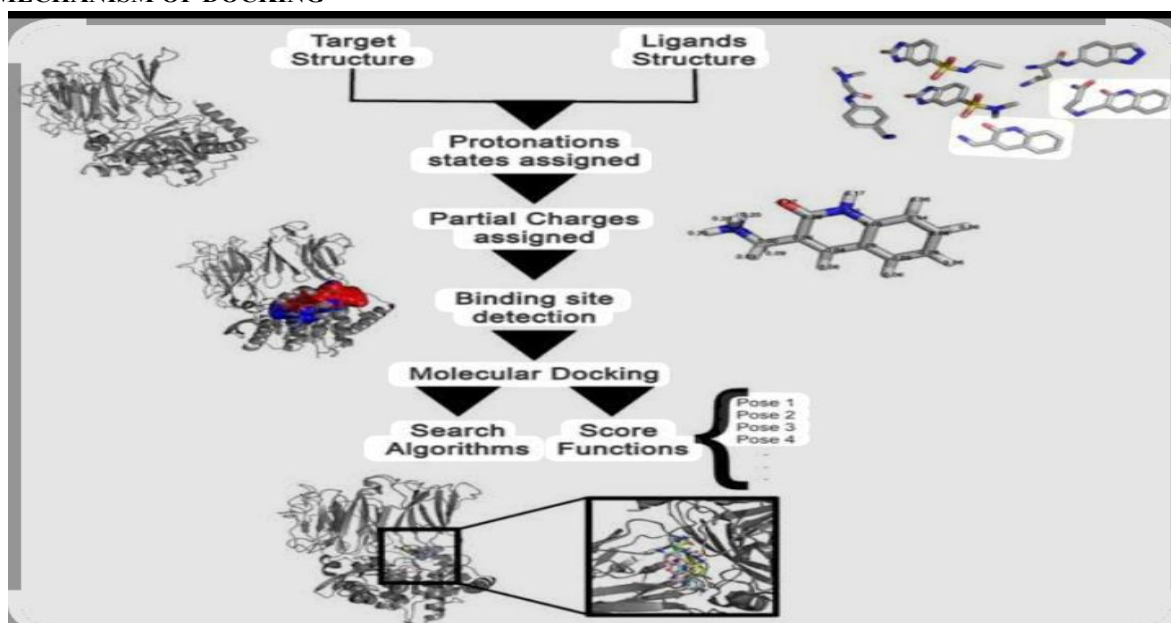 MECHANISM OF DOCKING
Target
Structure
Ligands
Structure
Protonations
states assigned
Partial Charges
assigned
Binding site
detection
Molecular Docking
Search
Algorithms
Score
Functions
Pose 1
Pose 2
Pose 3
Pose 4